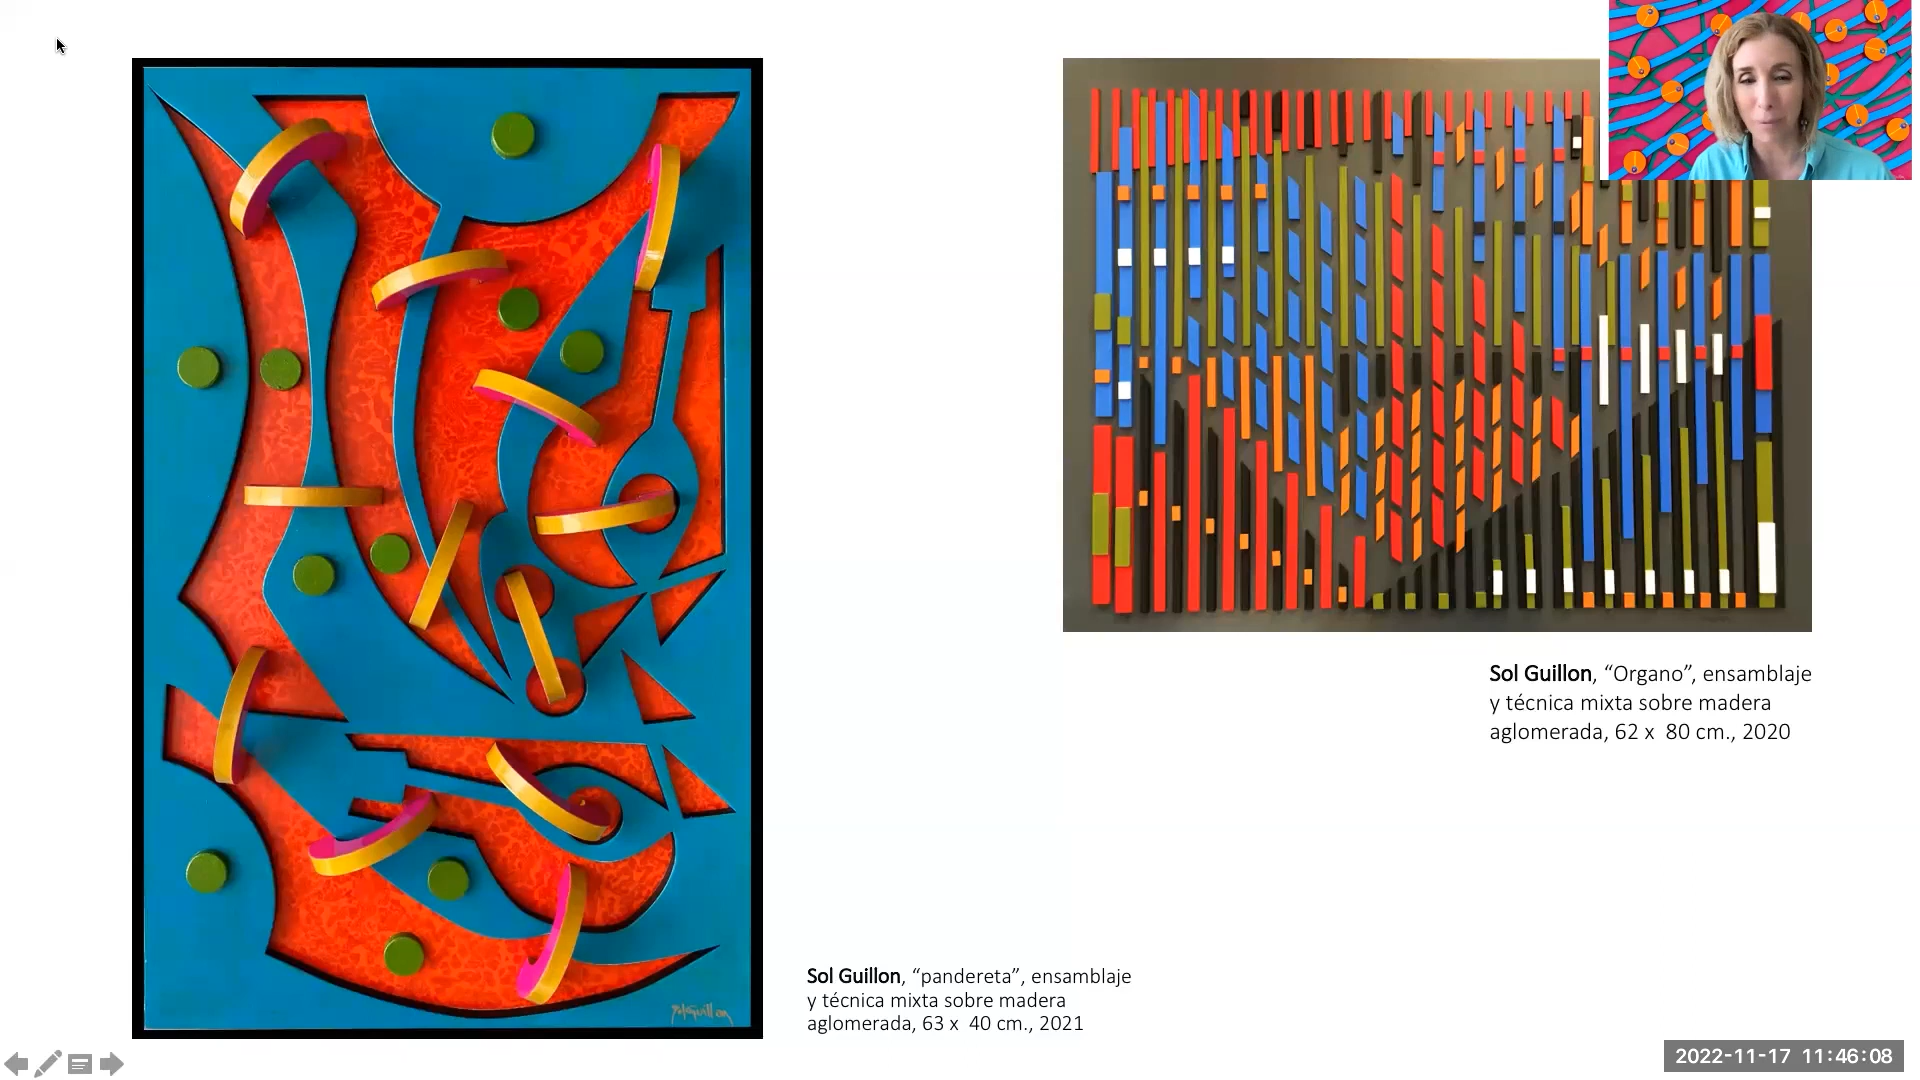 Sol Guillon, “Organo”, ensamblaje
y técnica mixta sobre madera
aglomerada, 62 x 80 cm., 2020
Sol Guillon, “pandereta”, ensamblaje
y técnica mixta sobre madera
aglomerada, 63 x 40 cm., 2021
2022-11-17 11:46:08